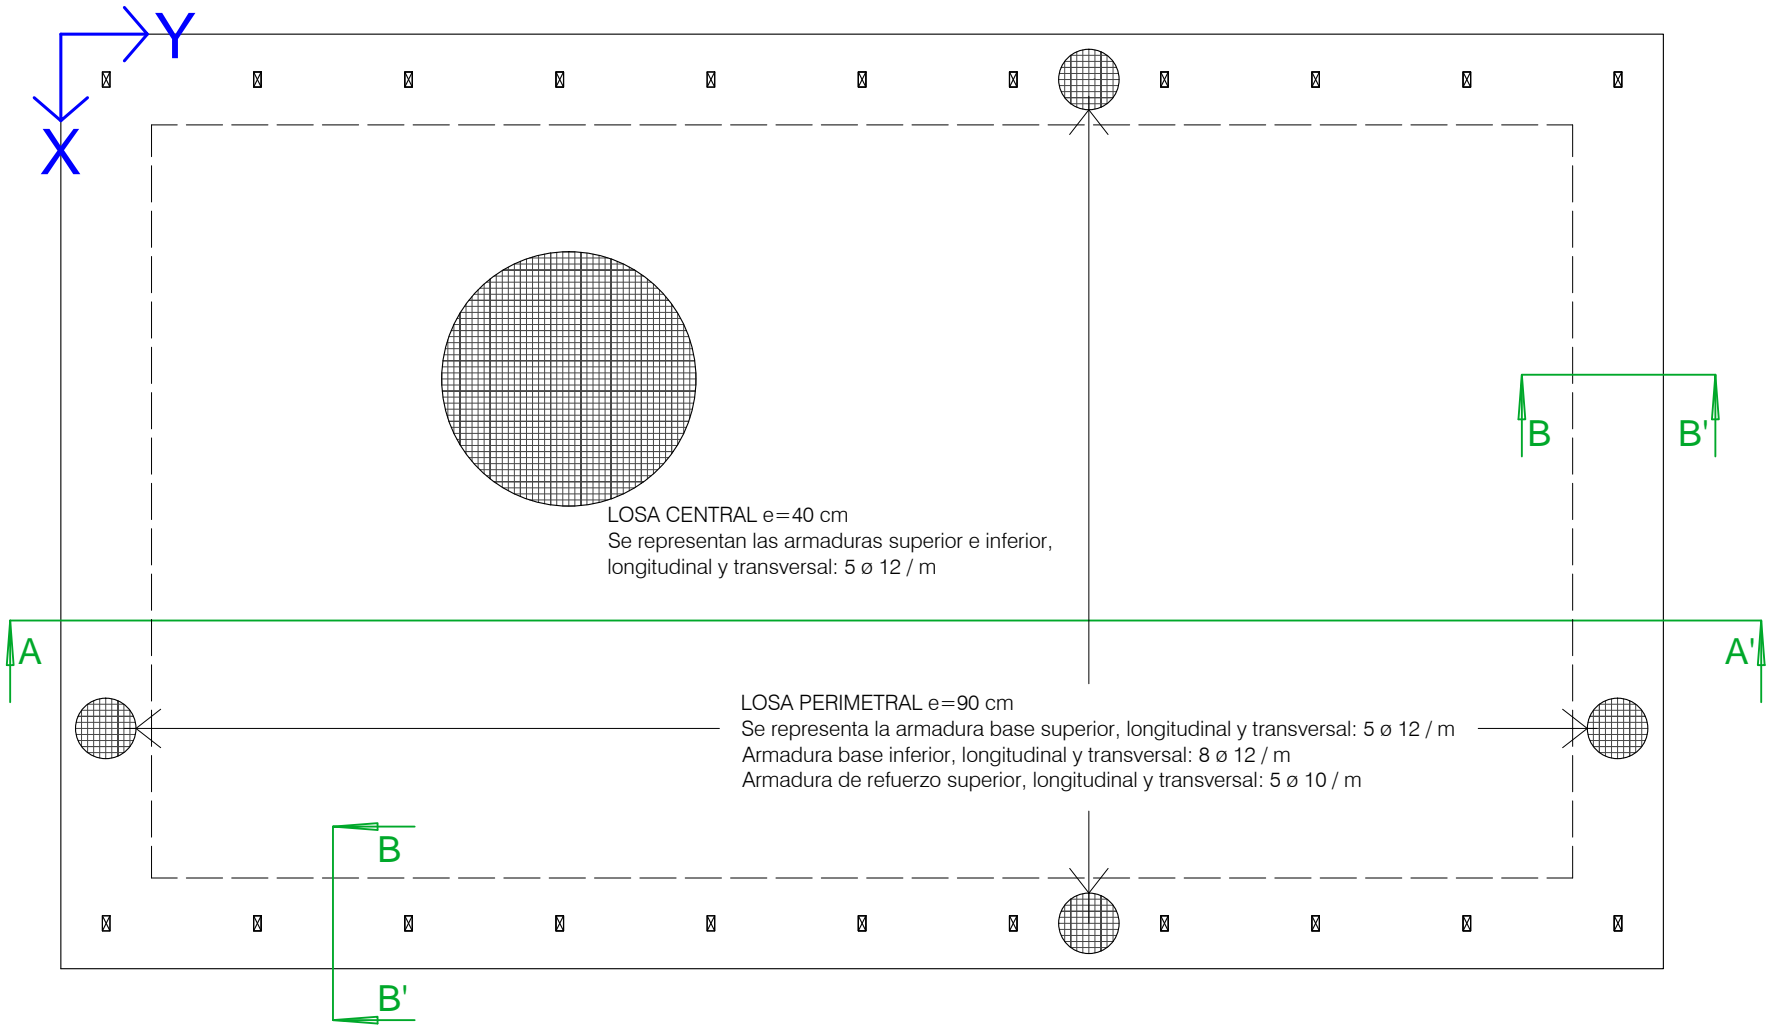 Y
X
LOSA CENTRAL e=40 cm
Se representan las armaduras superior e inferior,
longitudinal y transversal: 5 ø 12 / m
B
B'
A
A'
LOSA PERIMETRAL e=90 cm
Se representa la armadura base superior, longitudinal y transversal: 5 ø 12 / m
Armadura base inferior, longitudinal y transversal: 8 ø 12 / m
Armadura de refuerzo superior, longitudinal y transversal: 5 ø 10 / m
B
B'